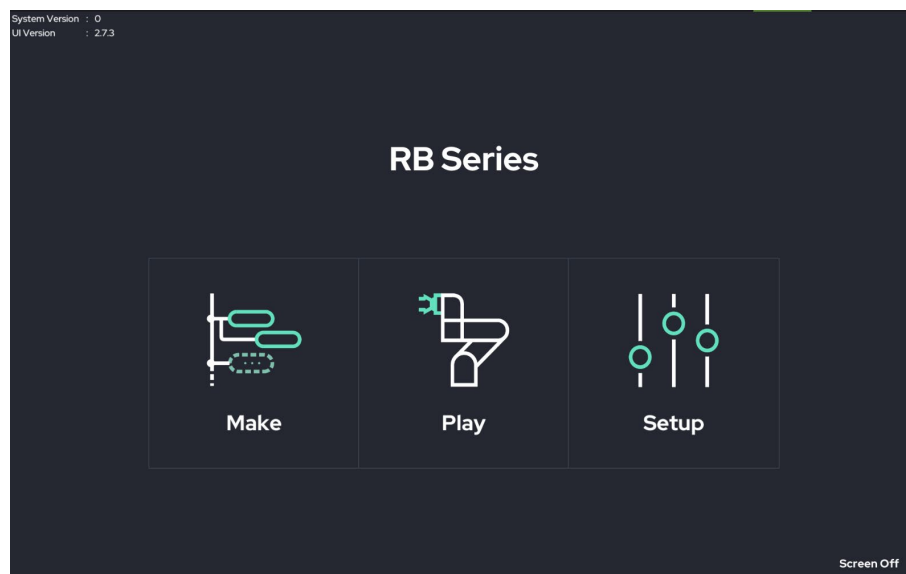 System Version : 0
UI Version : 2.7.3
RB Series
Make
Play
Setup
Screen Off